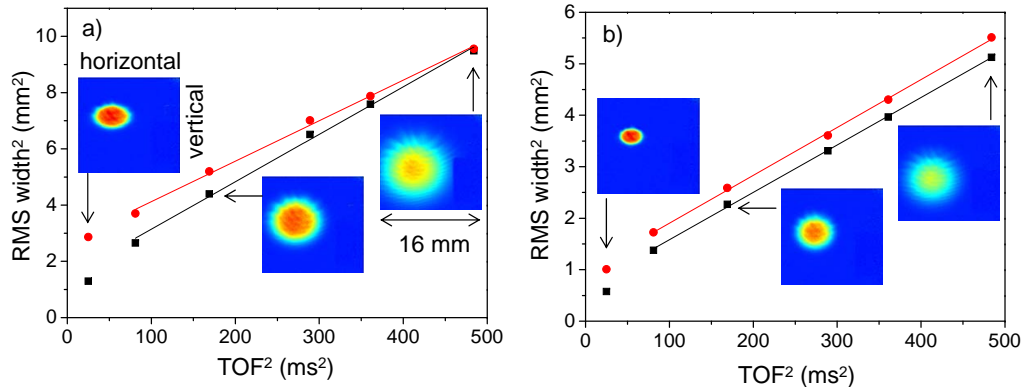 a)
RMS width² (mm²)
10
8
6
4
2
0
horizontal
vertical
16 mm
0 100 200 300 400 500
TOF² (ms²)
b)
RMS width² (mm²)
6
5
4
3
2
1
0
0 100 200 300 400 500
TOF² (ms²)